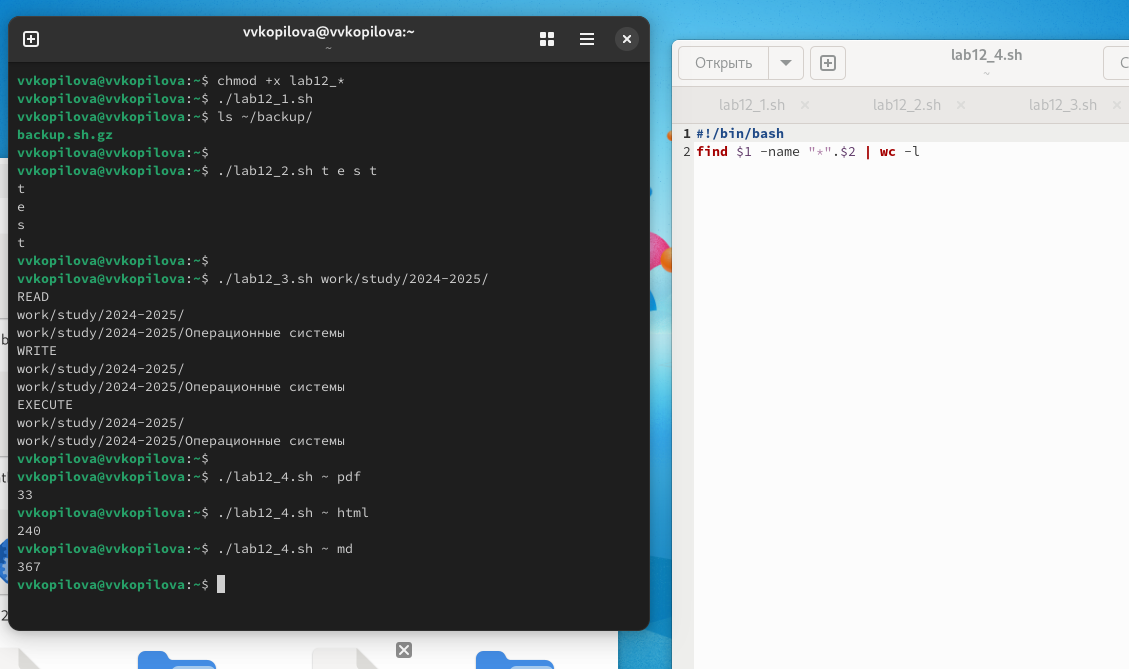 vvkopilova@vvkopilova:~
~
vvkopilova@vvkopilova:~$ chmod +x lab12_*
vvkopilova@vvkopilova:~$ ./lab12_1.sh
vvkopilova@vvkopilova:~$ ls ~/backup/
backup.sh.gz
vvkopilova@vvkopilova:~$
vvkopilova@vvkopilova:~$ ./lab12_2.sh t e s t
t
e
s
t
vvkopilova@vvkopilova:~$
vvkopilova@vvkopilova:~$ ./lab12_3.sh work/study/2024-2025/
READ
work/study/2024-2025/
work/study/2024-2025/Операционные системы
WRITE
work/study/2024-2025/
work/study/2024-2025/Операционные системы
EXECUTE
work/study/2024-2025/
work/study/2024-2025/Операционные системы
vvkopilova@vvkopilova:~$
vvkopilova@vvkopilova:~$ ./lab12_4.sh ~ pdf
33
vvkopilova@vvkopilova:~$ ./lab12_4.sh ~ html
240
vvkopilova@vvkopilova:~$ ./lab12_4.sh ~ md
367
vvkopilova@vvkopilova:~$
Открыть
lab12_4.sh
~
lab12_1.sh
lab12_2.sh
lab12_3.sh
1 #!/bin/bash
2 find $1 -name "*".$2 | wc -l